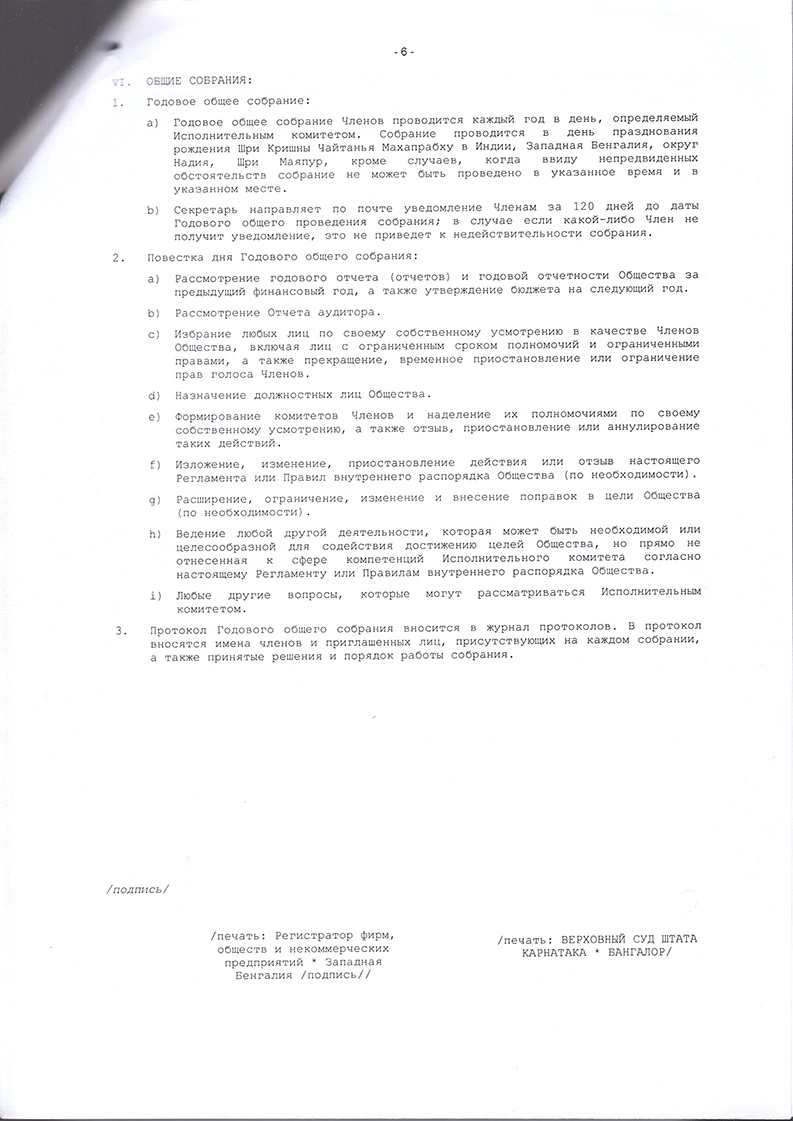 -6-
VI. ОБЩИЕ СОБРАНИЯ:
1. Годовое общее собрание:
a) Годовое общее собрание Членов проводится каждый год в день, определяемый
Исполнительным комитетом. Собрание проводится в день празднования
рождения Шри Кришны Чайтанья Махапрабху в Индии, Западная Бенгалия, округ
Надия, Шри Маяпур, кроме случаев, когда ввиду непредвиденных
обстоятельств собрание не может быть проведено в указанное время и в
указанном месте.
b) Секретарь направляет по почте уведомление Членам за 120 дней до даты
Годового общего проведения собрания; в случае если какой-либо Член не
получит уведомление, это не приведет к недействительности собрания.
2. Повестка дня Годового общего собрания:
a) Рассмотрение годового отчета (отчетов) и годовой отчетности Общества за
предыдущий финансовый год, а также утверждение бюджета на следующий год.
b) Рассмотрение Отчета аудитора.
c) Избрание любых лиц по своему собственному усмотрению в качестве Членов
Общества, включая лиц с ограниченным сроком полномочий и ограниченными
правами, а также прекращение, временное приостановление или ограничение
прав голоса Членов.
d) Назначение должностных лиц Общества.
e) Формирование комитетов Членов и наделение их полномочиями по своему
собственному усмотрению, а также отзыв, приостановление или аннулирование
таких действий.
f) Изложение, изменение, приостановление действия или отзыв настоящего
Регламента или Правил внутреннего распорядка Общества (по необходимости).
g) Расширение, ограничение, изменение и внесение поправок в цели Общества
(по необходимости).
h) Ведение любой другой деятельности, которая может быть необходимой или
целесообразной для содействия достижению целей Общества, но прямо не
отнесенная к сфере компетенций Исполнительного комитета согласно
настоящему Регламенту или Правилам внутреннего распорядка Общества.
i) Любые другие вопросы, которые могут рассматриваться Исполнительным
комитетом.
3. Протокол Годового общего собрания вносится в журнал протоколов. В протокол
вносятся имена членов и приглашенных лиц, присутствующих на каждом собрании,
а также принятые решения и порядок работы собрания.
/подпись/
/печать: Регистратор фирм,
обществ и некоммерческих
предприятий * Западная
Бенгалия /подпись//
/печать: ВЕРХОВНЫЙ СУД ШТАТА
КАРНАТАКА * БАНГАЛОР/